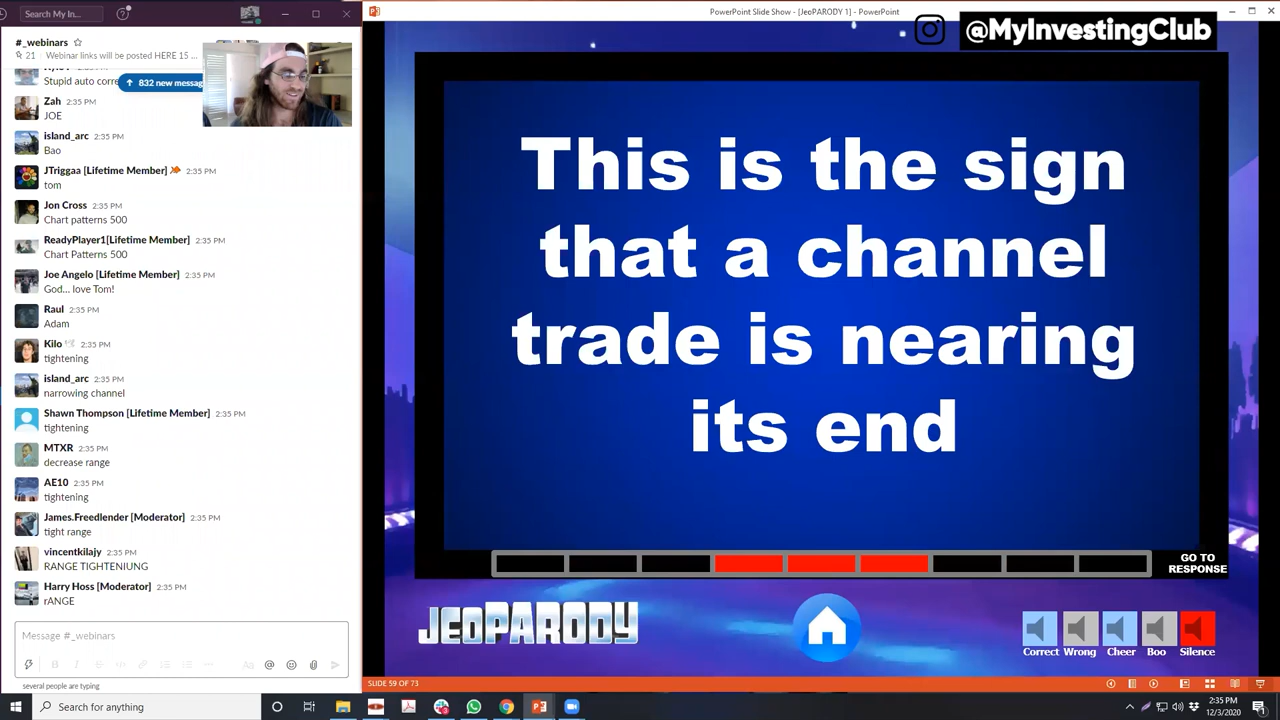 Search My In...
#_webinars
21 Webinar links will be posted HERE 15 ...
Stupid auto corre
832 new messag
Zah 2:35 PM
JOE
island_arc 2:35 PM
Bao
JTriggaa [Lifetime Member] 2:35 PM
tom
Jon Cross 2:35 PM
Chart patterns 500
ReadyPlayer1[Lifetime Member] 2:35 PM
Chart Patterns 500
Joe Angelo [Lifetime Member] 2:35 PM
God... love Tom!
Raul 2:35 PM
Adam
Kilo 2:35 PM
tightening
island_arc 2:35 PM
narrowing channel
Shawn Thompson [Lifetime Member] 2:35 PM
tightening
MTXR 2:35 PM
decrease range
AE10 2:35 PM
tightening
James.Freedlender [Moderator] 2:35 PM
tight range
vincentkilajy 2:35 PM
RANGE TIGHTENIUNG
Harry Hoss [Moderator] 2:35 PM
rANGE
Message #_webinars
several people are typing
PowerPoint Slide Show - [JeoPARODY 1] - PowerPoint
@MyInvestingClub
This is the sign
that a channel
trade is nearing
its end
GO TO
RESPONSE
JEOPARODY
Correct Wrong Cheer Boo Silence
SLIDE 59 OF 73
Search for anything
2:35 PM
12/3/2020